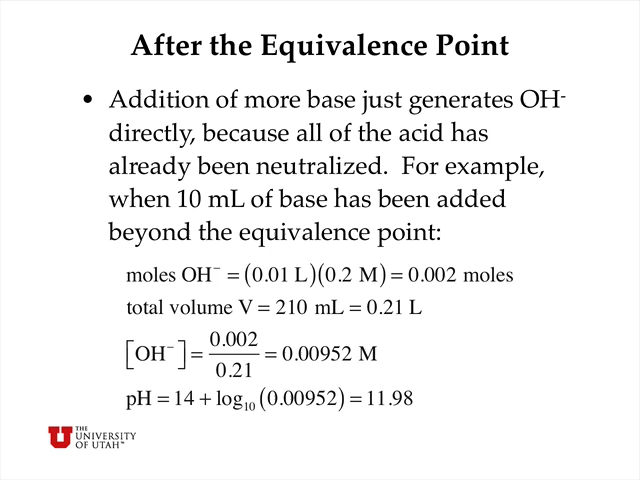 After the Equivalence Point
• Addition of more base just generates OH⁻
directly, because all of the acid has
already been neutralized.  For example,
when 10 mL of base has been added
beyond the equivalence point:
moles OH⁻ = (0.01 L)(0.2 M) = 0.002 moles
total volume V = 210 mL = 0.21 L
[OH⁻] = 0.002/0.21 = 0.00952 M
pH = 14 + log₁₀(0.00952) = 11.98
THE
UNIVERSITY
OF UTAH™